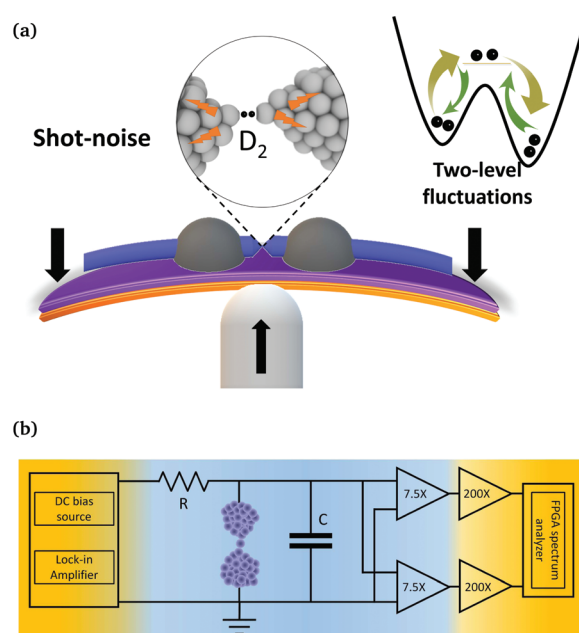 (a)
Shot-noise
D₂
Two-level
fluctuations
(b)
DC bias
source
Lock-in
Amplifier
R
C
7.5X
200X
7.5X
200X
FPGA spectrum
analyzer